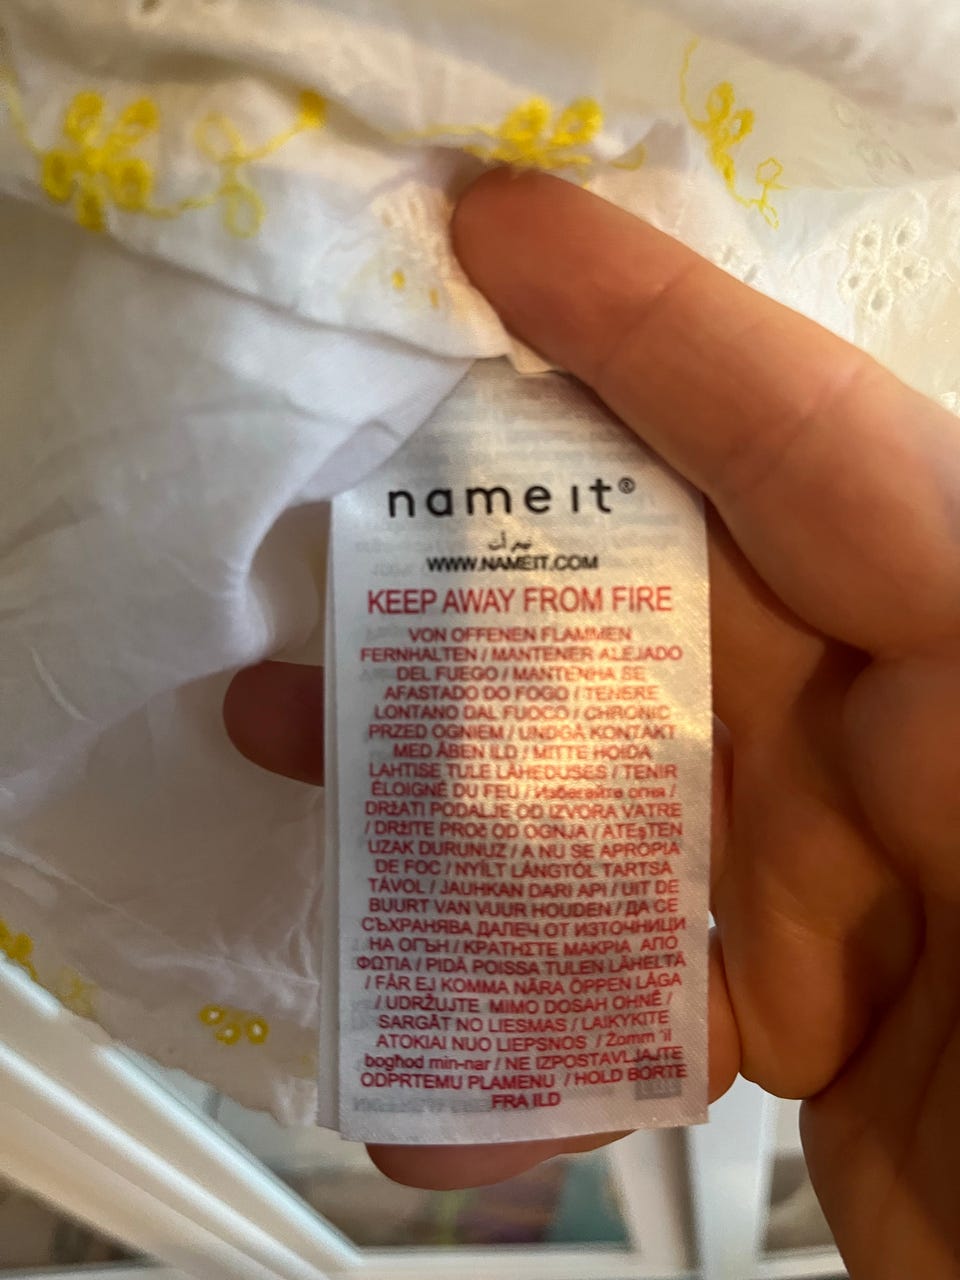 name it®
نيم إت
WWW.NAMEIT.COM
KEEP AWAY FROM FIRE
VON OFFENEN FLAMMEN
FERNHALTEN / MANTENER ALEJADO
DEL FUEGO / MANTENHA SE
AFASTADO DO FOGO / TENERE
LONTANO DAL FUOCO / CHRONIC
PRZED OGNIEM / UNDGÅ KONTAKT
MED ÅBEN ILD / MITTE HOIDA
LAHTISE TULE LÄHEDUSES / TENIR
ÉLOIGNÉ DU FEU / Избегайте огня /
DRŽATI PODALJE OD IZVORA VATRE
/ DRŽITE PROč OD OGNJA / ATEşTEN
UZAK DURUNUZ / A NU SE APROPIA
DE FOC / NYÍLT LÁNGTÓL TARTSA
TÁVOL / JAUHKAN DARI API / UIT DE
BUURT VAN VUUR HOUDEN / ДА СЕ
СЪХРАНЯВА ДАЛЕЧ ОТ ИЗТОЧНИЦИ
НА ОГЪН / ΚΡΑΤΗΣΤΕ ΜΑΚΡΙΑ ΑΠΟ
ΦΩΤΙΑ / PIDÄ POISSA TULEN LÄHELTÄ
/ FÅR EJ KOMMA NÄRA ÖPPEN LÅGA
/ UDRŽUJTE MIMO DOSAH OHNĚ /
SARGĀT NO LIESMAS / LAIKYKITE
ATOKIAI NUO LIEPSNOS / Żomm 'il
bogħod min-nar / NE IZPOSTAVLJAJTE
ODPRTEMU PLAMENU / HOLD BORTE
FRA ILD